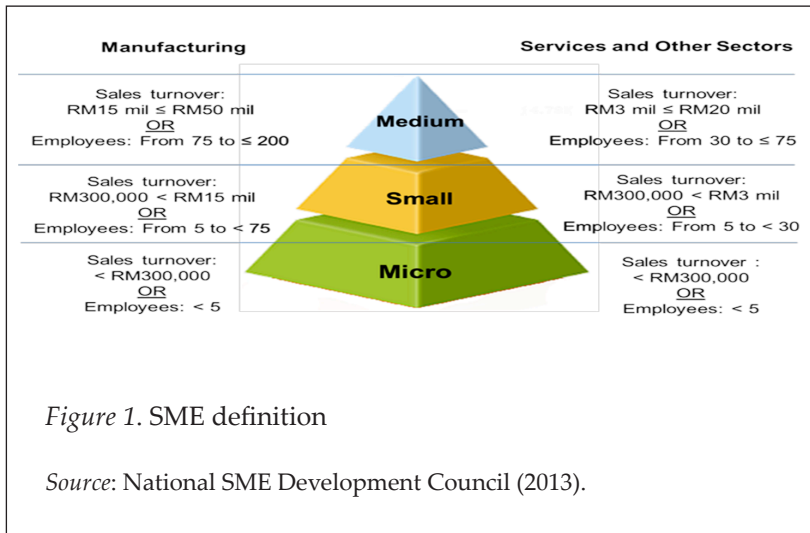 Manufacturing
Services and Other Sectors
Sales turnover:
RM15 mil ≤ RM50 mil
OR
Employees: From 75 to ≤ 200
Medium
Sales turnover:
RM3 mil ≤ RM20 mil
OR
Employees: From 30 to ≤ 75
Sales turnover:
RM300,000 < RM15 mil
OR
Employees: From 5 to < 75
Small
Sales turnover:
RM300,000 < RM3 mil
OR
Employees: From 5 to < 30
Sales turnover:
< RM300,000
OR
Employees: < 5
Micro
Sales turnover :
< RM300,000
OR
Employees: < 5
Figure 1. SME definition
Source: National SME Development Council (2013).